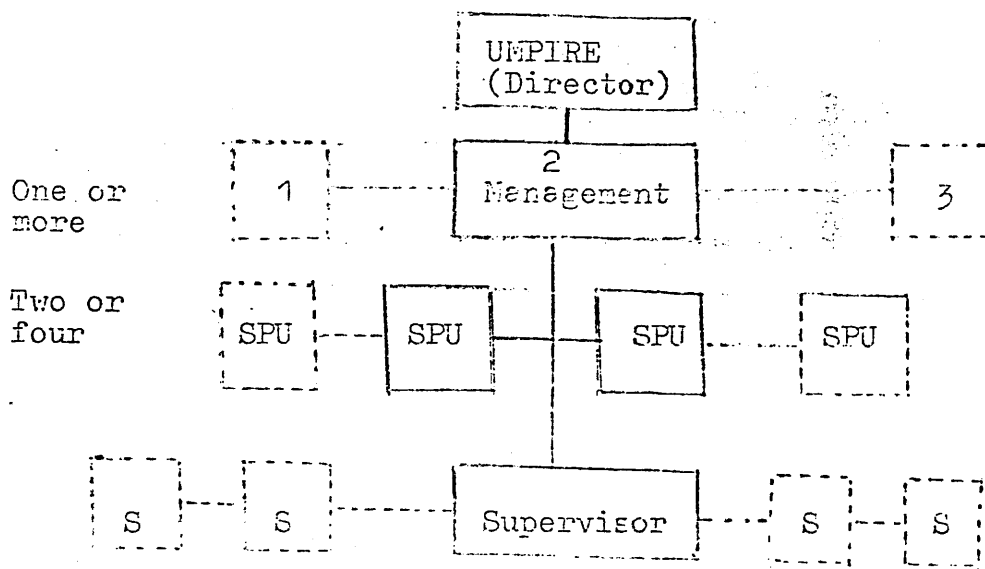 UMPIRE
(Director)
One or
more
1
2
Management
3
Two or
four
SPU
SPU
SPU
SPU
S
S
Supervisor
S
S